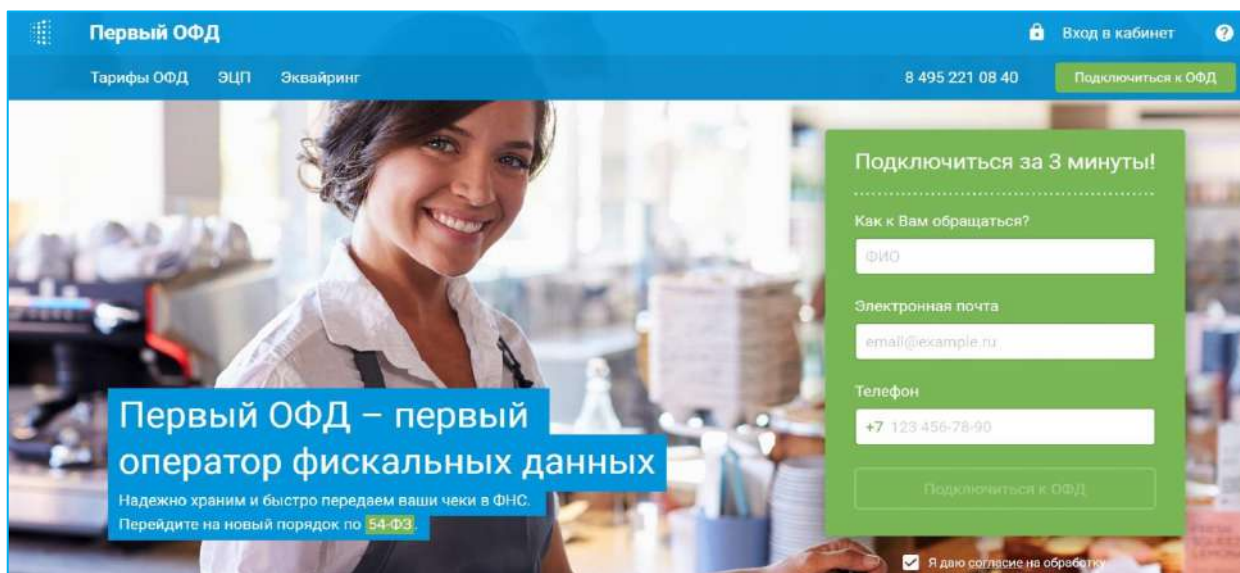 Первый ОФД
Вход в кабинет
?
Тарифы ОФД ЭЦП Эквайринг
8 495 221 08 40
Подключиться к ОФД
Подключиться за 3 минуты!
Как к Вам обращаться?
ФИО
Электронная почта
email@example.ru
Телефон
+7 123 456-78-90
Подключиться к ОФД
Я даю согласие на обработку
Первый ОФД – первый
оператор фискальных данных
Надежно храним и быстро передаем ваши чеки в ФНС.
Перейдите на новый порядок по 54-ФЗ.